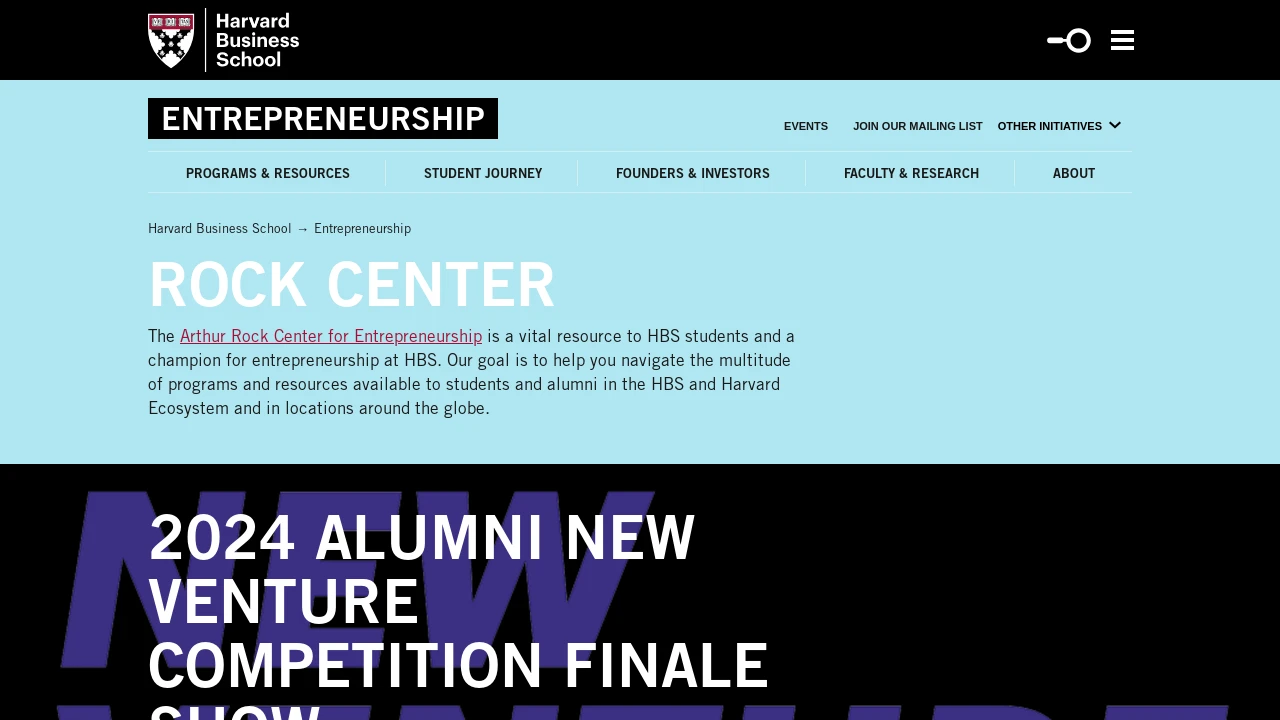 Harvard
Business
School
ENTREPRENEURSHIP
EVENTS
JOIN OUR MAILING LIST
OTHER INITIATIVES
PROGRAMS & RESOURCES
STUDENT JOURNEY
FOUNDERS & INVESTORS
FACULTY & RESEARCH
ABOUT
Harvard Business School → Entrepreneurship
ROCK CENTER
The Arthur Rock Center for Entrepreneurship is a vital resource to HBS students and a
champion for entrepreneurship at HBS. Our goal is to help you navigate the multitude
of programs and resources available to students and alumni in the HBS and Harvard
Ecosystem and in locations around the globe.
NEW
2024 ALUMNI NEW
VENTURE
COMPETITION FINALE
SHOW
VENTURE